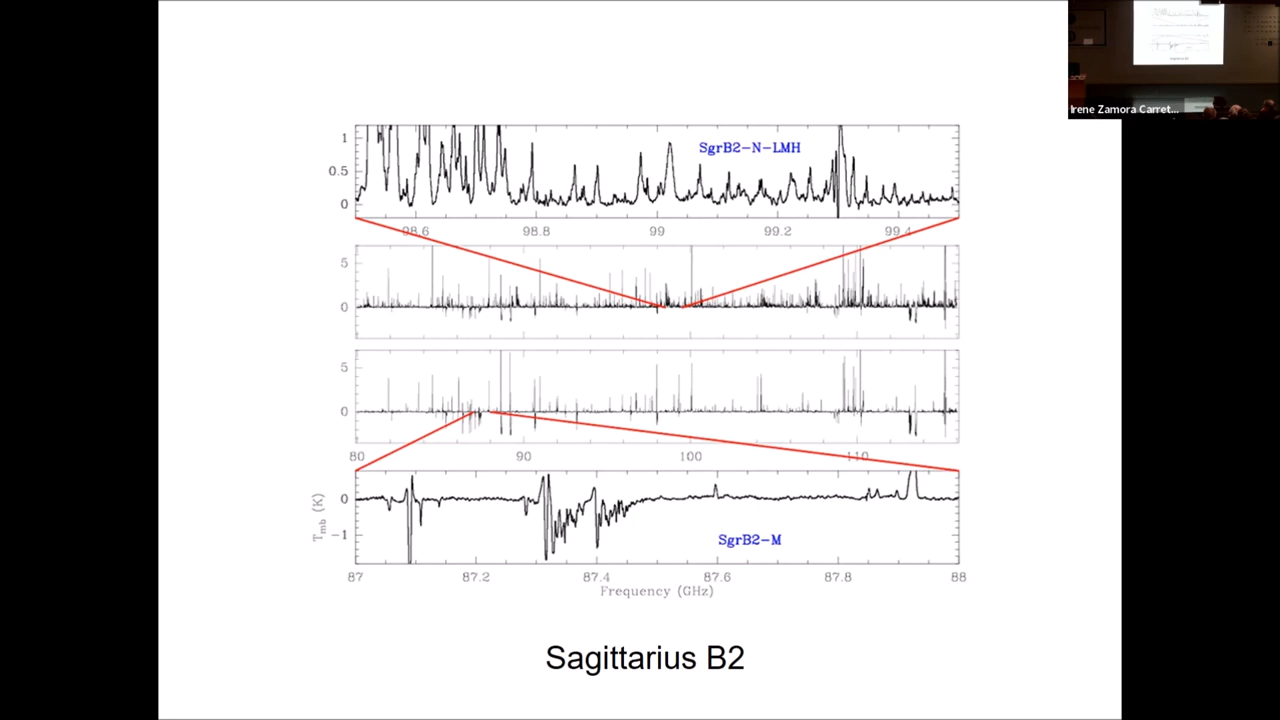 Irene Zamora Carret...
SgrB2-N-LMH
1
0.5
0
98.6 98.8 99 99.2 99.4
5
0
5
0
80 90 100 110
0
-1
T_mb (K)
SgrB2-M
87 87.2 87.4 87.6 87.8 88
Frequency (GHz)
Sagittarius B2